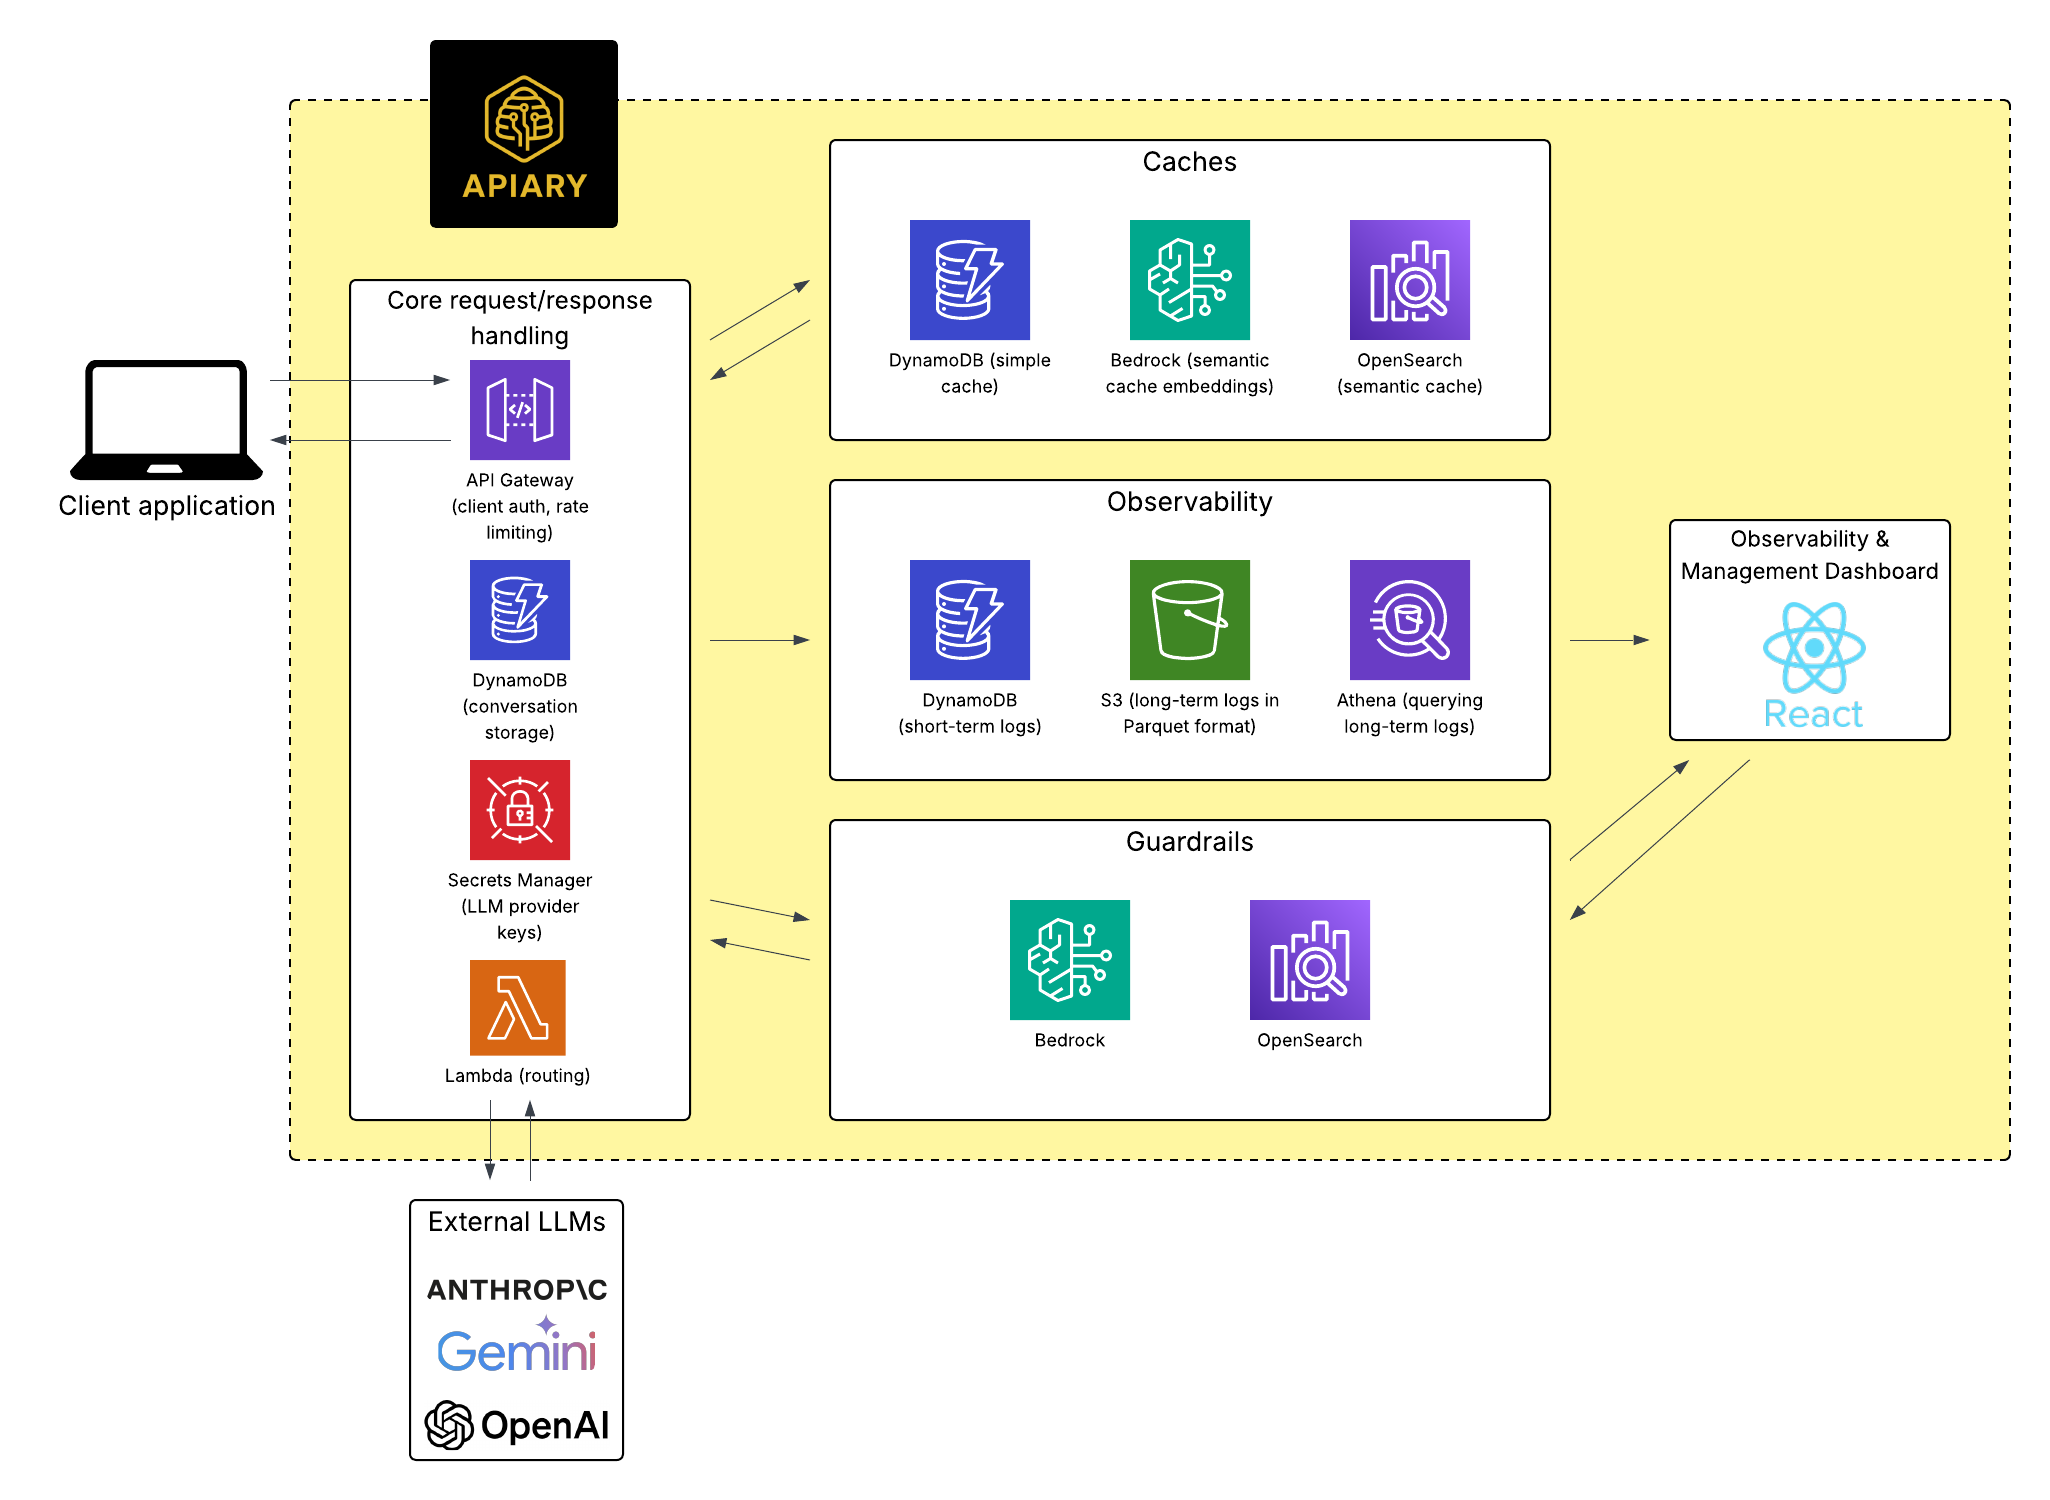 APIARY
Client application
Core request/response
handling
API Gateway
(client auth, rate
limiting)
DynamoDB
(conversation
storage)
Secrets Manager
(LLM provider
keys)
Lambda (routing)
Caches
DynamoDB (simple
cache)
Bedrock (semantic
cache embeddings)
OpenSearch
(semantic cache)
Observability
DynamoDB
(short-term logs)
S3 (long-term logs in
Parquet format)
Athena (querying
long-term logs)
Guardrails
Bedrock
OpenSearch
Observability &
Management Dashboard
React
External LLMs
ANTHROP\C
Gemini
OpenAI